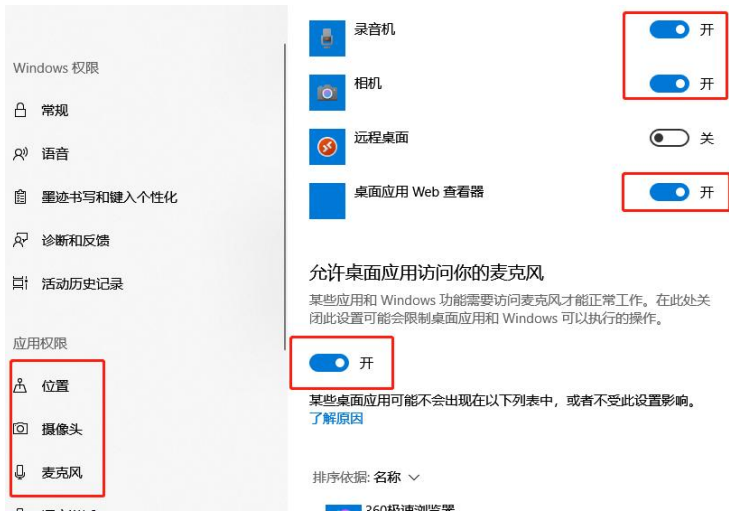 Windows 权限
常规
语音
墨迹书写和键入个性化
诊断和反馈
活动历史记录
应用权限
位置
摄像头
麦克风
录音机
开
相机
开
远程桌面
关
桌面应用 Web 查看器
开
允许桌面应用访问你的麦克风
某些应用和 Windows 功能需要访问麦克风才能正常工作。在此处关
闭此设置可能会限制桌面应用和 Windows 可以执行的操作。
开
某些桌面应用可能不会出现在以下列表中，或者不受此设置影响。
了解原因
排序依据: 名称
360极速浏览器